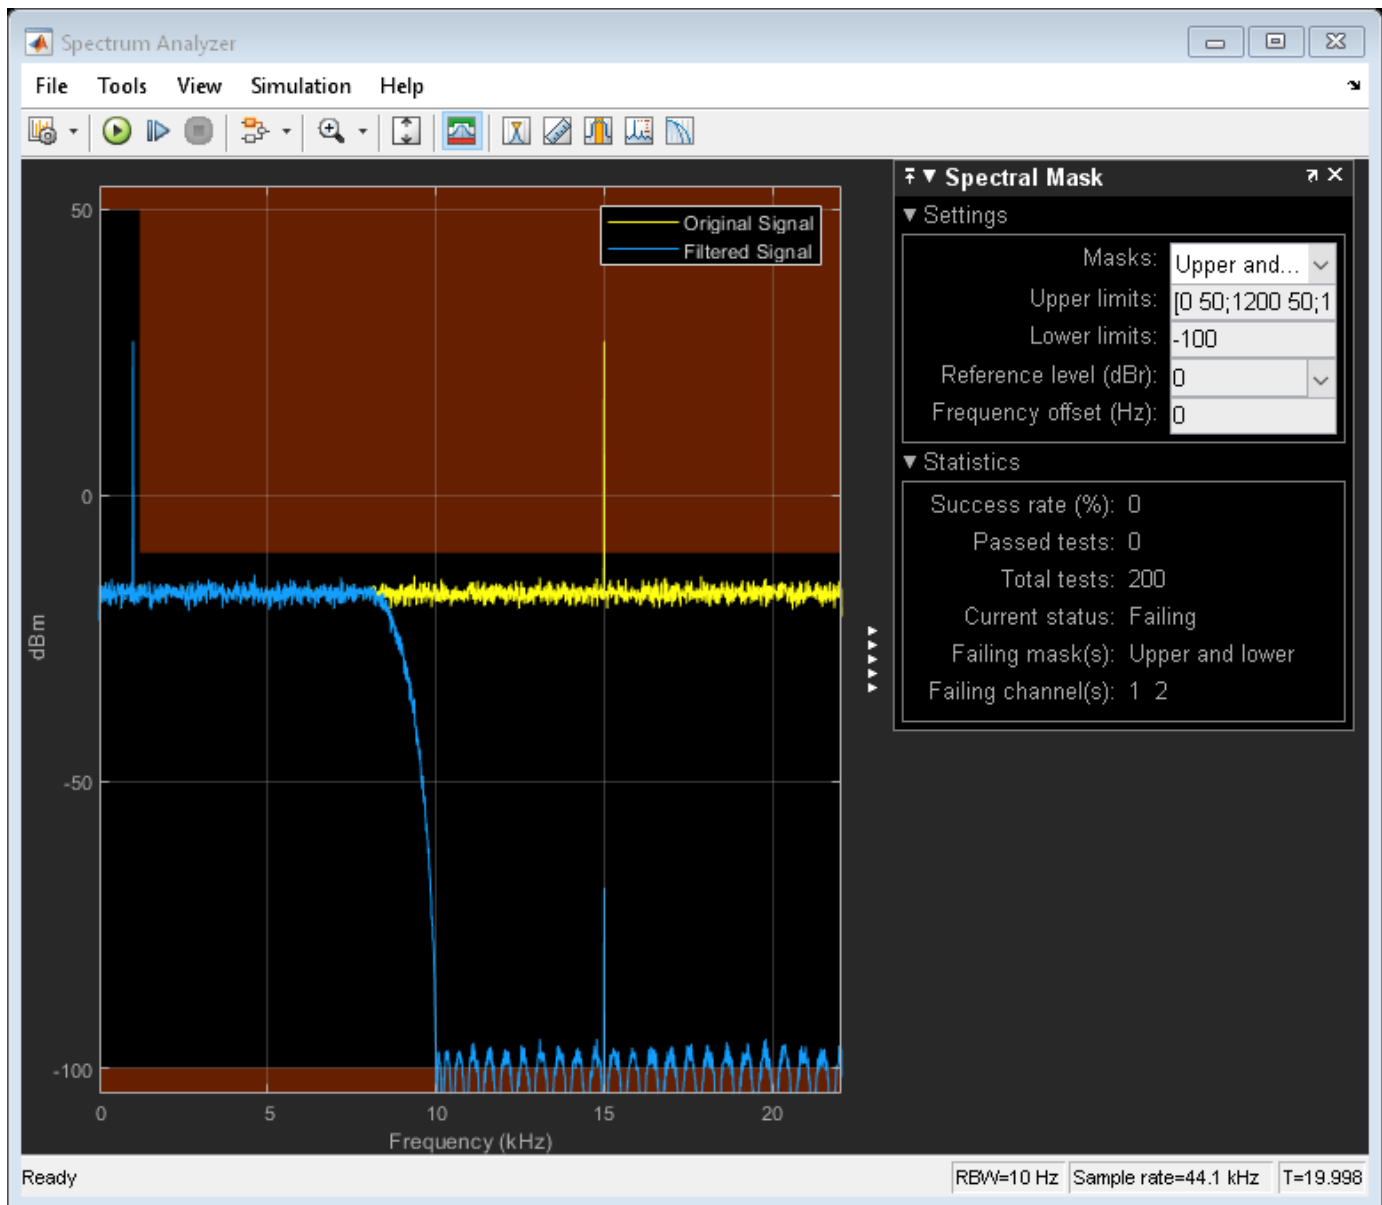 Spectrum Analyzer
File Tools View Simulation Help
Spectral Mask
Settings
Masks: Upper and...
Upper limits: [0 50;1200 50;1
Lower limits: -100
Reference level (dBr): 0
Frequency offset (Hz): 0
Statistics
Success rate (%): 0
Passed tests: 0
Total tests: 200
Current status: Failing
Failing mask(s): Upper and lower
Failing channel(s): 1 2
Original Signal
Filtered Signal
50
0
-50
-100
dBm
0 5 10 15 20
Frequency (kHz)
Ready RBW=10 Hz Sample rate=44.1 kHz T=19.998